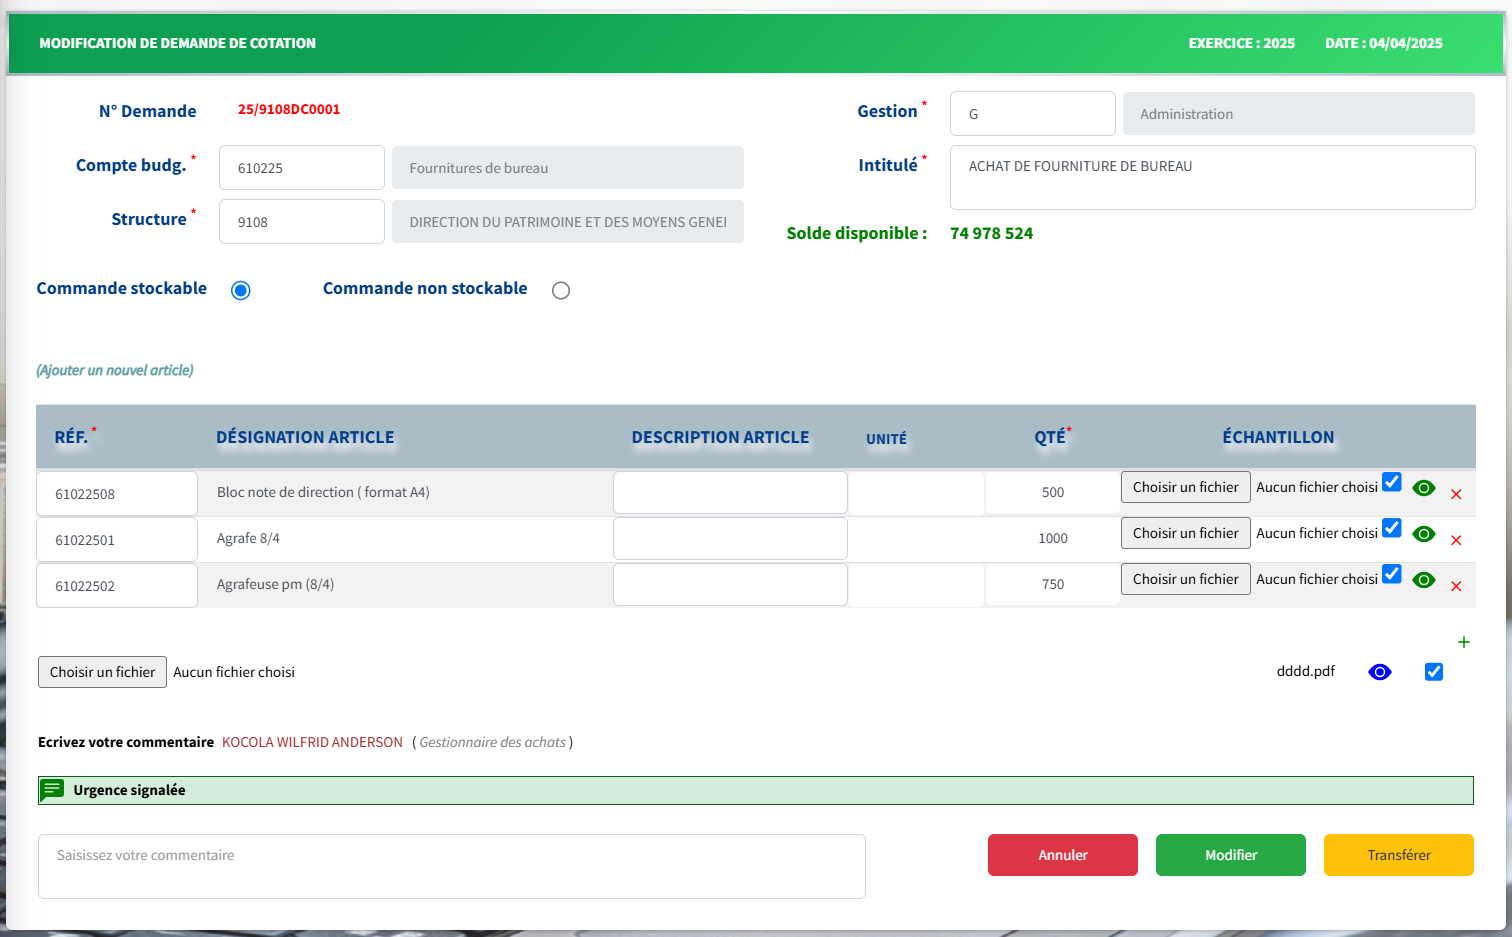 MODIFICATION DE DEMANDE DE COTATION EXERCICE : 2025 DATE : 04/04/2025
N° Demande 25/9108DC0001 Gestion * G Administration
Compte budg. * 610225 Fournitures de bureau Intitulé * ACHAT DE FOURNITURE DE BUREAU
Structure * 9108 DIRECTION DU PATRIMOINE ET DES MOYENS GENEI
Solde disponible : 74 978 524
Commande stockable Commande non stockable
(Ajouter un nouvel article)
RÉF. * DÉSIGNATION ARTICLE DESCRIPTION ARTICLE UNITÉ QTÉ* ÉCHANTILLON
61022508 Bloc note de direction ( format A4) 500 Choisir un fichier Aucun fichier choisi
61022501 Agrafe 8/4 1000 Choisir un fichier Aucun fichier choisi
61022502 Agrafeuse pm (8/4) 750 Choisir un fichier Aucun fichier choisi
+
Choisir un fichier Aucun fichier choisi dddd.pdf
Ecrivez votre commentaire KOCOLA WILFRID ANDERSON ( Gestionnaire des achats )
Urgence signalée
Saisissez votre commentaire Annuler Modifier Transférer